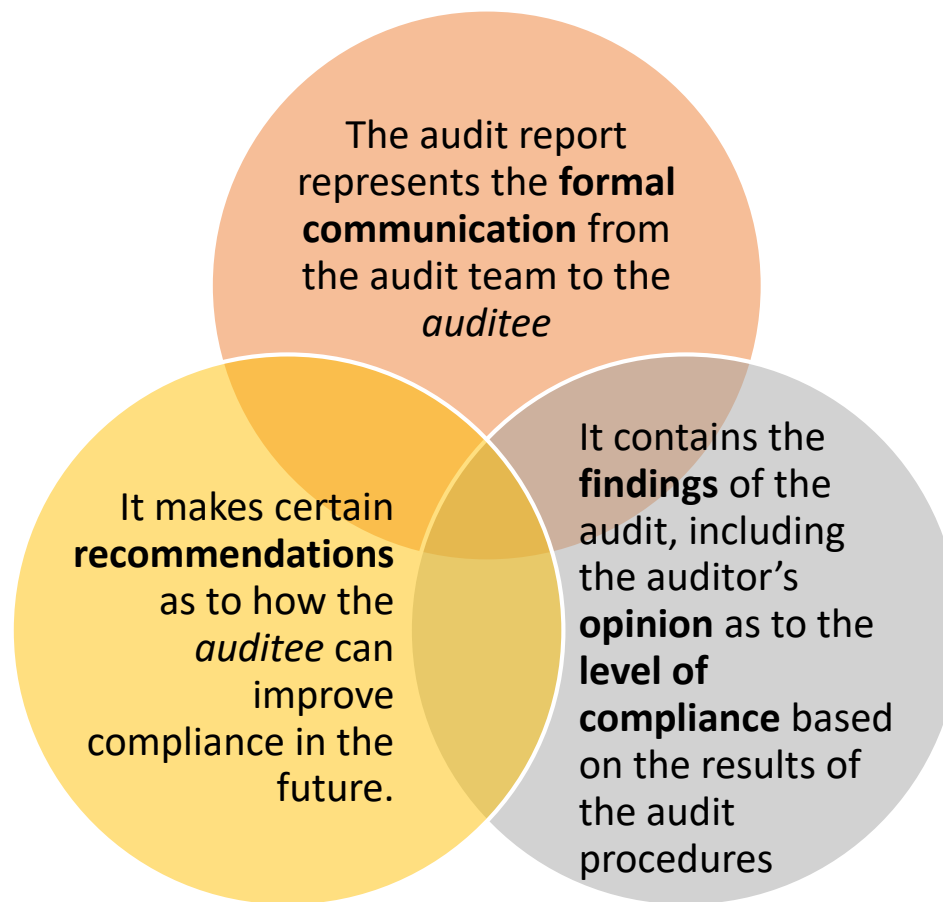 The audit report
represents the formal
communication from
the audit team to the
auditee
It contains the
findings of the
audit, including
the auditor’s
opinion as to the
level of
compliance based
on the results of
the audit
procedures
It makes certain
recommendations
as to how the
auditee can
improve
compliance in the
future.